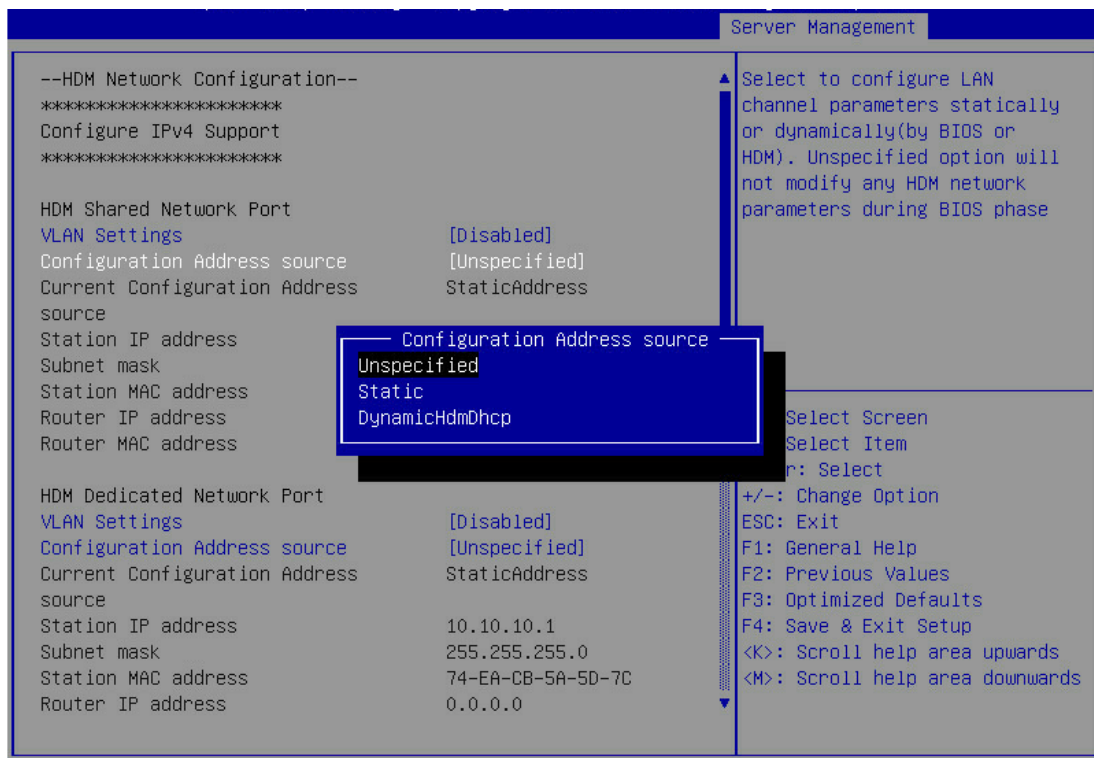 Server Management
--HDM Network Configuration--
***********************
Configure IPv4 Support
***********************
HDM Shared Network Port
VLAN Settings [Disabled]
Configuration Address source [Unspecified]
Current Configuration Address StaticAddress
source
Station IP address
Subnet mask
Station MAC address
Router IP address
Router MAC address
Configuration Address source
Unspecified
Static
DynamicHdmDhcp
HDM Dedicated Network Port
VLAN Settings [Disabled]
Configuration Address source [Unspecified]
Current Configuration Address StaticAddress
source
Station IP address 10.10.10.1
Subnet mask 255.255.255.0
Station MAC address 74-EA-CB-5A-5D-7C
Router IP address 0.0.0.0
Select to configure LAN
channel parameters statically
or dynamically(by BIOS or
HDM). Unspecified option will
not modify any HDM network
parameters during BIOS phase
Select Screen
Select Item
r: Select
+/-: Change Option
ESC: Exit
F1: General Help
F2: Previous Values
F3: Optimized Defaults
F4: Save & Exit Setup
<K>: Scroll help area upwards
<M>: Scroll help area downwards